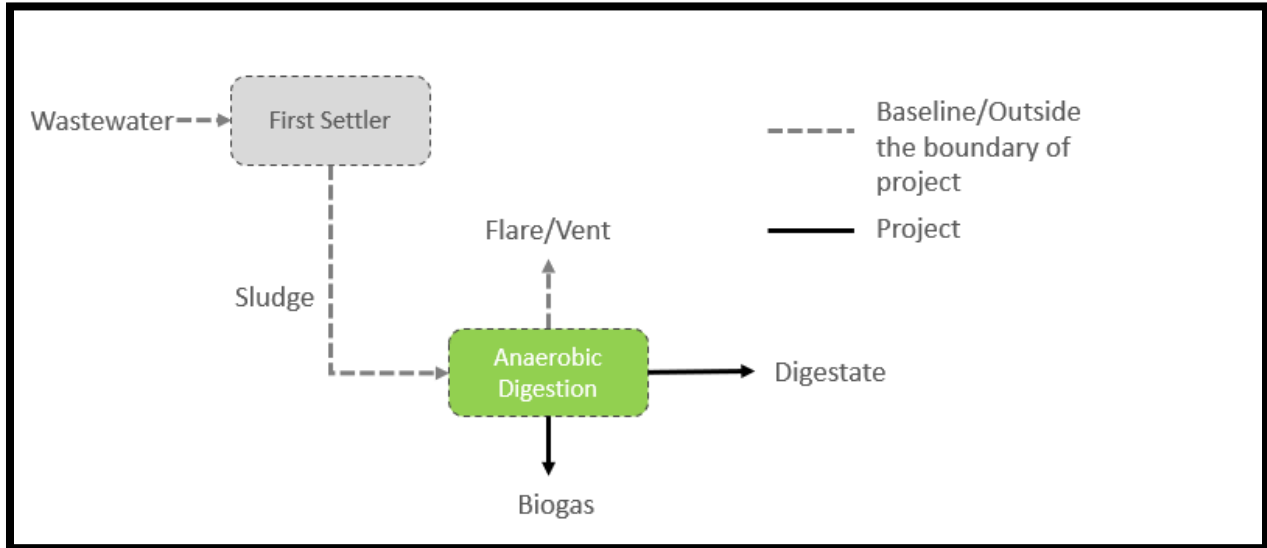 Wastewater
First Settler
Baseline/Outside
the boundary of
project
Project
Flare/Vent
Sludge
Anaerobic
Digestion
Digestate
Biogas